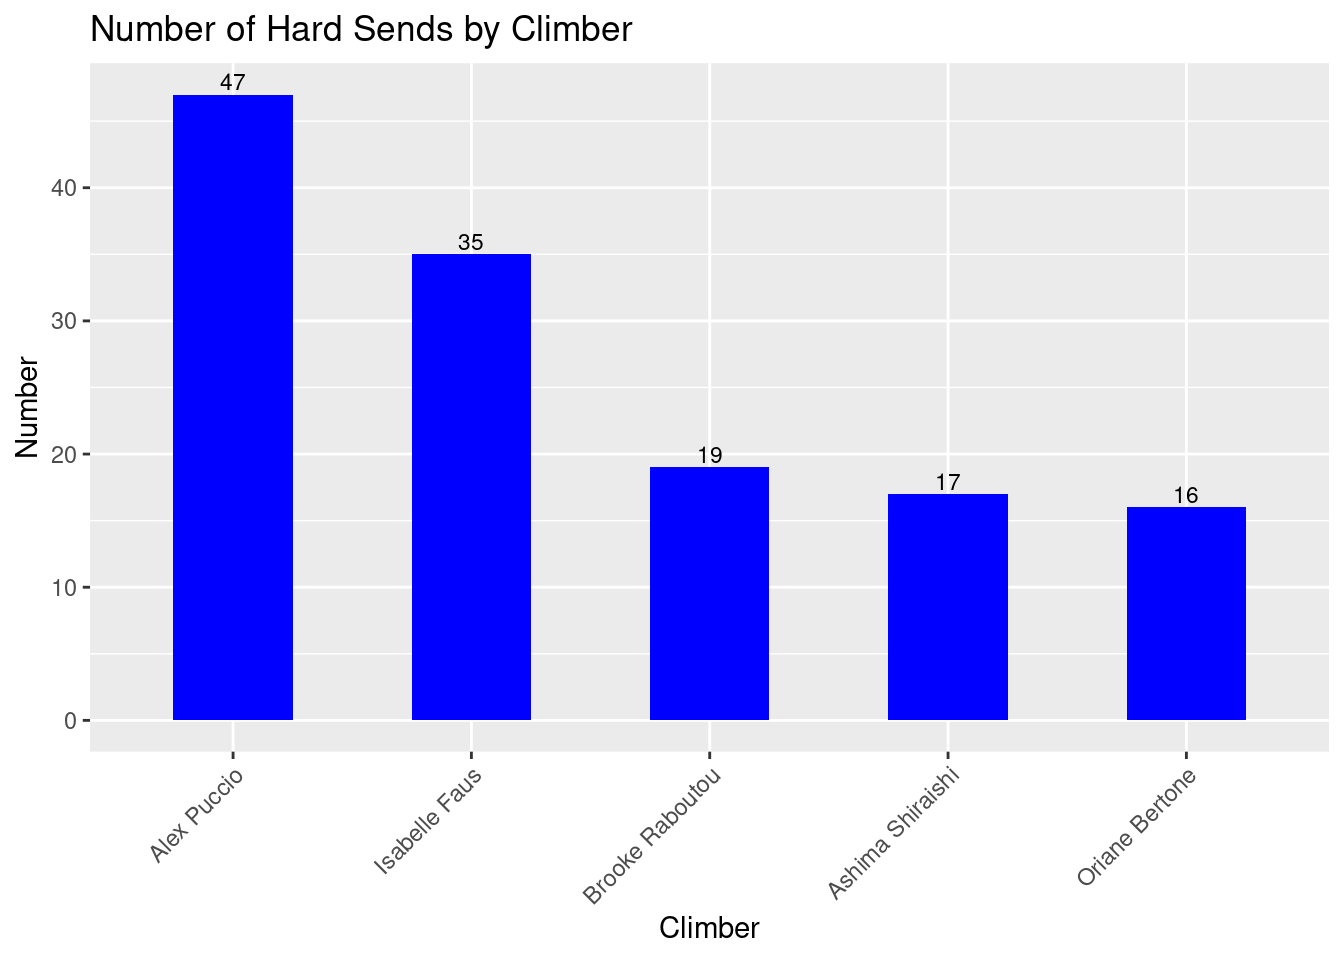 Number of Hard Sends by Climber
47
35
19
17
16
Number
40
30
20
10
0
Alex Puccio
Isabelle Faus
Brooke Raboutou
Ashima Shiraishi
Oriane Bertone
Climber